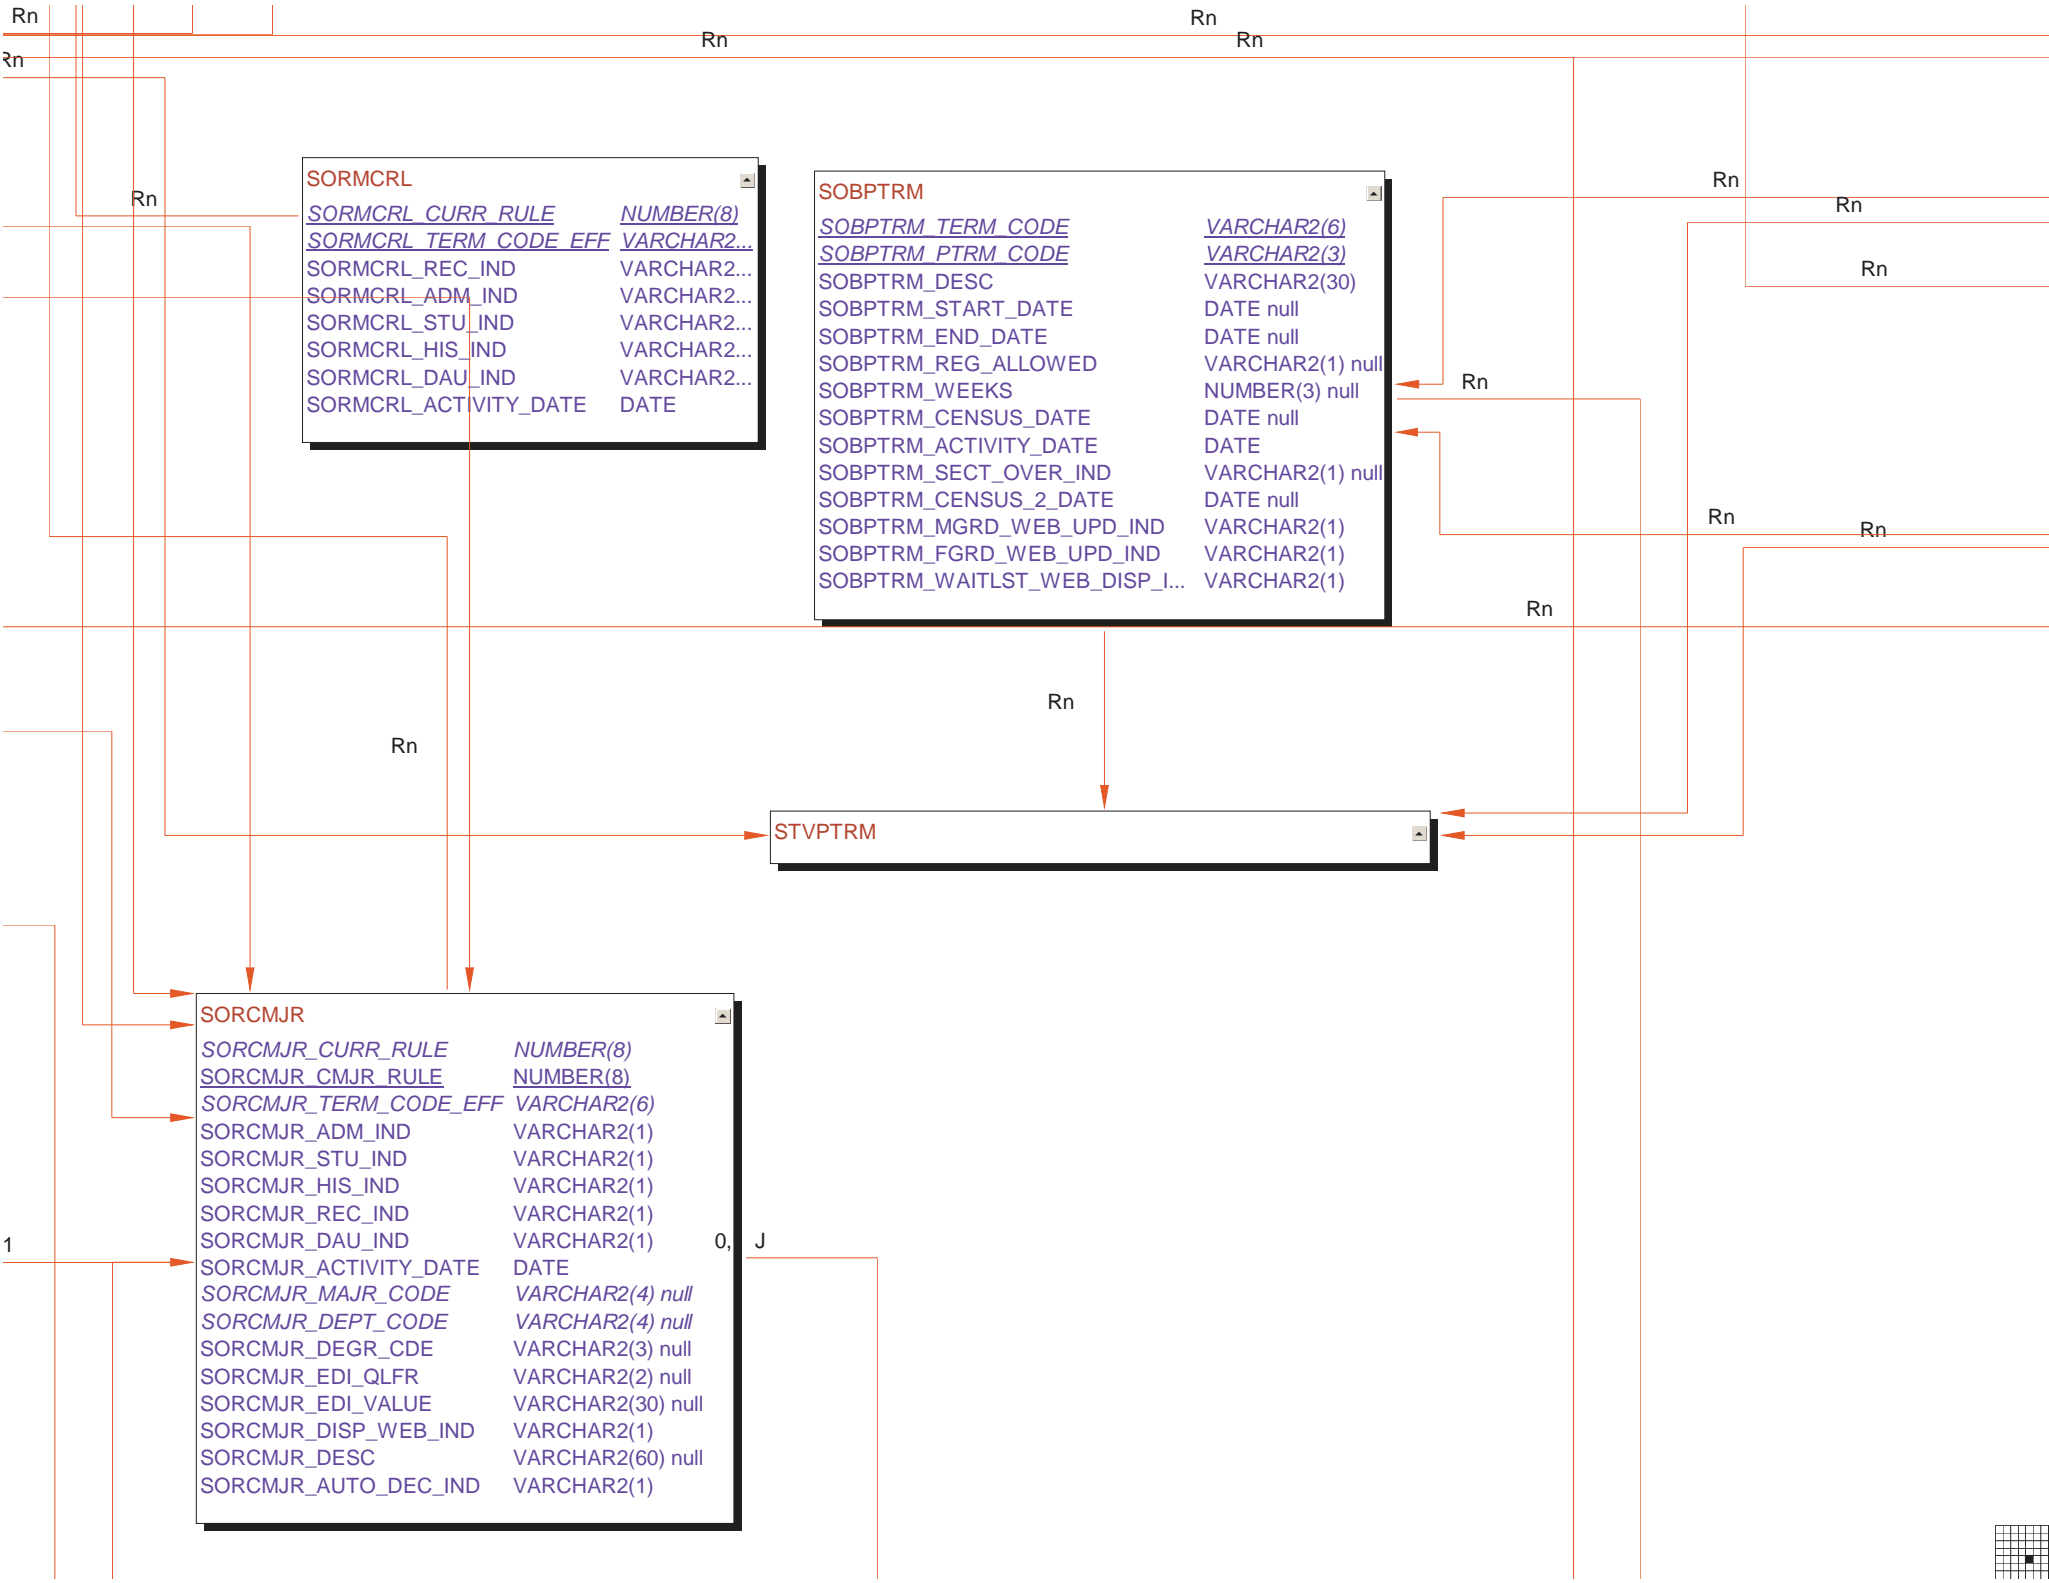 Rn
Rn
Rn
Rn
Rn
SORMCRL
SORMCRL_CURR_RULE NUMBER(8)
SORMCRL_TERM_CODE_EFF VARCHAR2...
SORMCRL_REC_IND VARCHAR2...
SORMCRL_ADM_IND VARCHAR2...
SORMCRL_STU_IND VARCHAR2...
SORMCRL_HIS_IND VARCHAR2...
SORMCRL_DAU_IND VARCHAR2...
SORMCRL_ACTIVITY_DATE DATE
Rn
SOBPTRM
SOBPTRM_TERM_CODE VARCHAR2(6)
SOBPTRM_PTRM_CODE VARCHAR2(3)
SOBPTRM_DESC VARCHAR2(30)
SOBPTRM_START_DATE DATE null
SOBPTRM_END_DATE DATE null
SOBPTRM_REG_ALLOWED VARCHAR2(1) null
SOBPTRM_WEEKS NUMBER(3) null
SOBPTRM_CENSUS_DATE DATE null
SOBPTRM_ACTIVITY_DATE DATE
SOBPTRM_SECT_OVER_IND VARCHAR2(1) null
SOBPTRM_CENSUS_2_DATE DATE null
SOBPTRM_MGRD_WEB_UPD_IND VARCHAR2(1)
SOBPTRM_FGRD_WEB_UPD_IND VARCHAR2(1)
SOBPTRM_WAITLST_WEB_DISP_I... VARCHAR2(1)
Rn
Rn
Rn
Rn
Rn
Rn
Rn
Rn
Rn
STVPTRM
SORCMJR
SORCMJR_CURR_RULE NUMBER(8)
SORCMJR_CMJR_RULE NUMBER(8)
SORCMJR_TERM_CODE_EFF VARCHAR2(6)
SORCMJR_ADM_IND VARCHAR2(1)
SORCMJR_STU_IND VARCHAR2(1)
SORCMJR_HIS_IND VARCHAR2(1)
SORCMJR_REC_IND VARCHAR2(1)
SORCMJR_DAU_IND VARCHAR2(1)
SORCMJR_ACTIVITY_DATE DATE
SORCMJR_MAJR_CODE VARCHAR2(4) null
SORCMJR_DEPT_CODE VARCHAR2(4) null
SORCMJR_DEGR_CDE VARCHAR2(3) null
SORCMJR_EDI_QLFR VARCHAR2(2) null
SORCMJR_EDI_VALUE VARCHAR2(30) null
SORCMJR_DISP_WEB_IND VARCHAR2(1)
SORCMJR_DESC VARCHAR2(60) null
SORCMJR_AUTO_DEC_IND VARCHAR2(1)
1
0, J